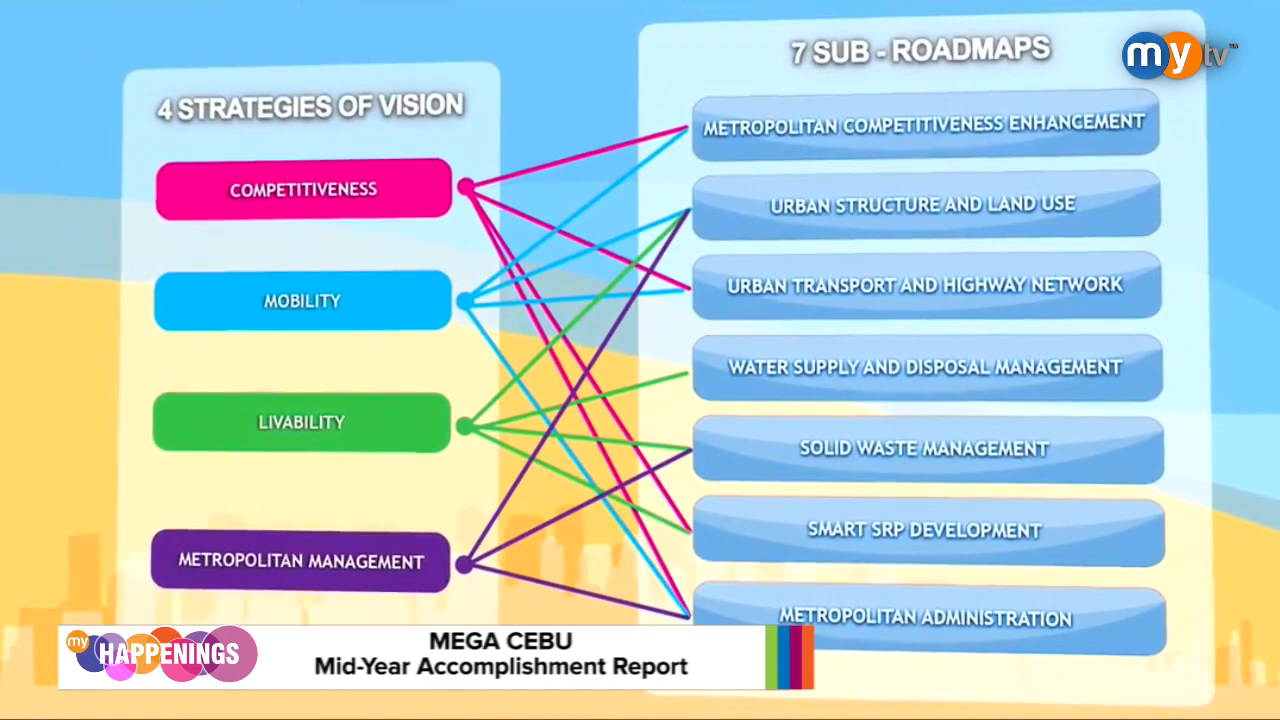 7 SUB - ROADMAPS
my tv™
4 STRATEGIES OF VISION
COMPETITIVENESS
MOBILITY
LIVABILITY
METROPOLITAN MANAGEMENT
METROPOLITAN COMPETITIVENESS ENHANCEMENT
URBAN STRUCTURE AND LAND USE
URBAN TRANSPORT AND HIGHWAY NETWORK
WATER SUPPLY AND DISPOSAL MANAGEMENT
SOLID WASTE MANAGEMENT
SMART SRP DEVELOPMENT
METROPOLITAN ADMINISTRATION
my HAPPENINGS
MEGA CEBU
Mid-Year Accomplishment Report